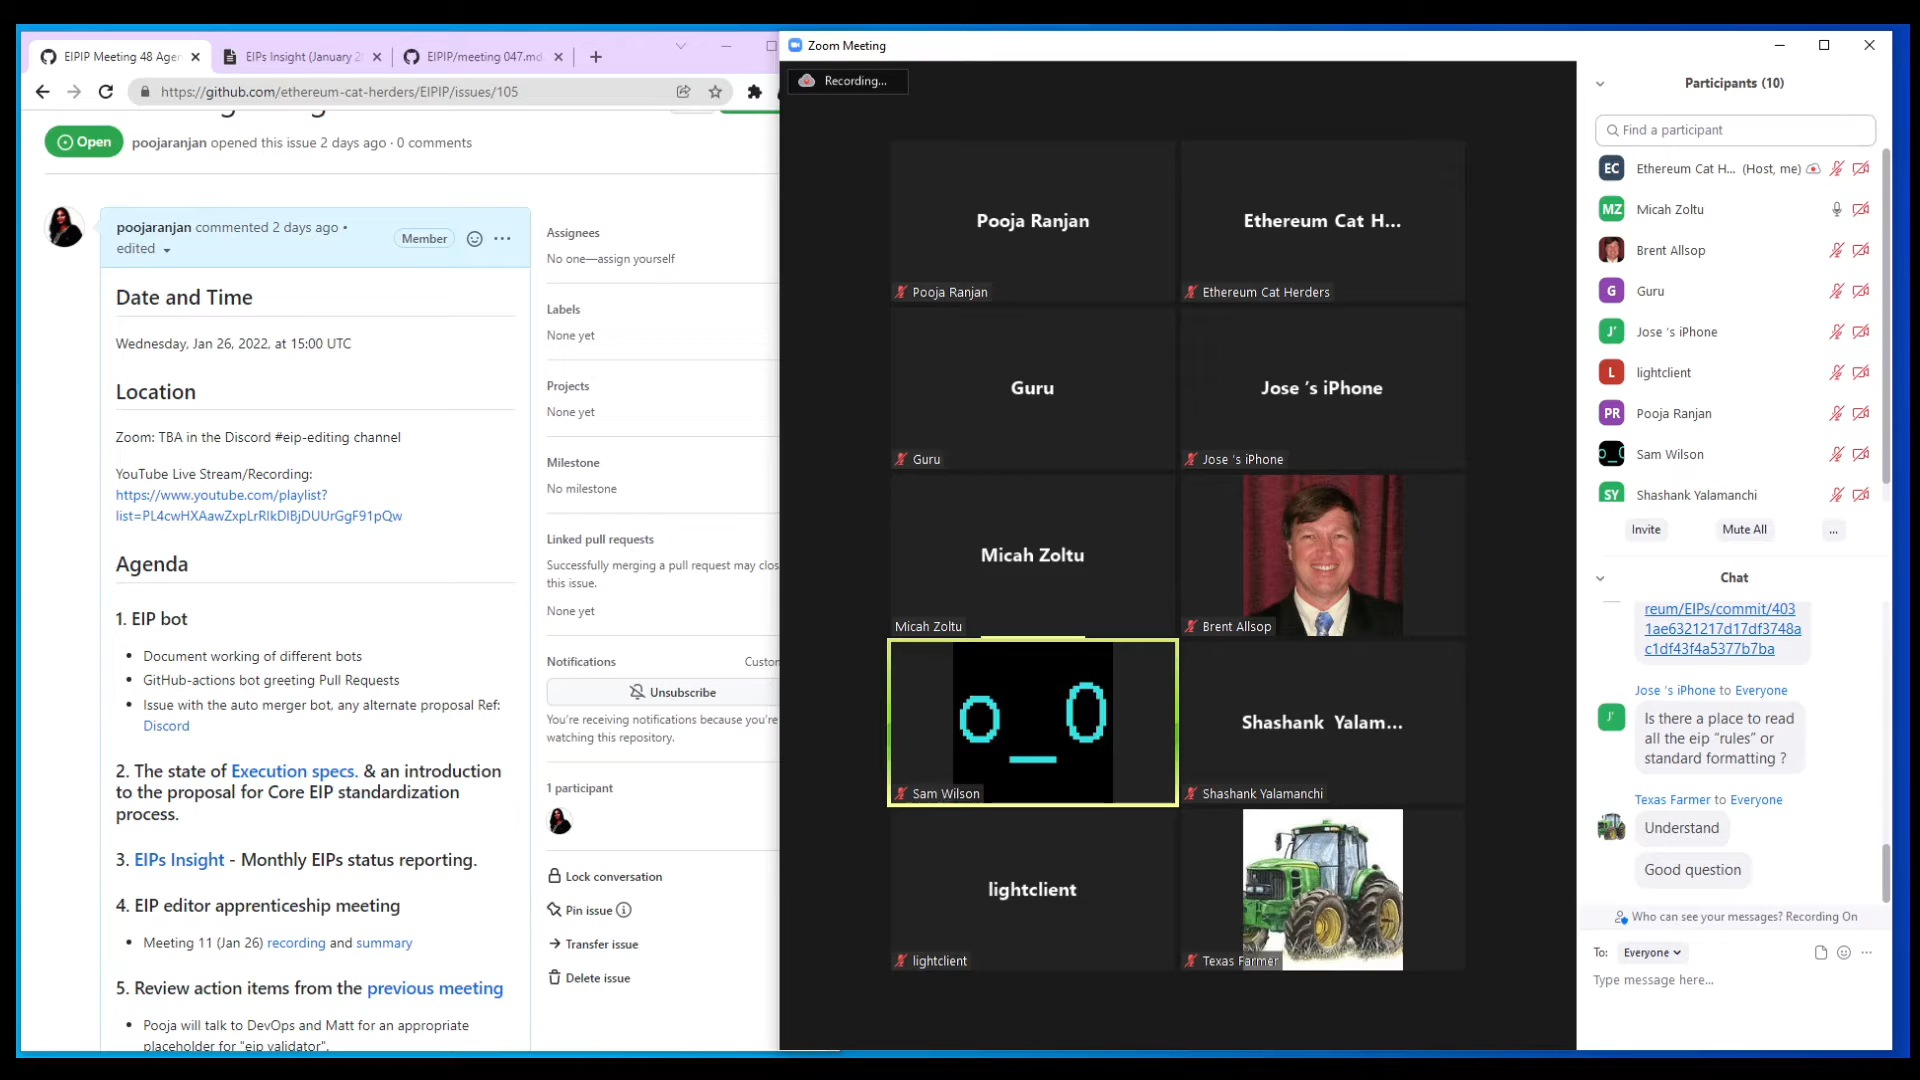 EIPIP Meeting 48 Agen
EIPs Insight (January 2
EIPIP/meeting 047.md
https://github.com/ethereum-cat-herders/EIPIP/issues/105
Open
poojaranjan opened this issue 2 days ago · 0 comments
poojaranjan commented 2 days ago •
edited
Member
Date and Time
Wednesday, Jan 26, 2022, at 15:00 UTC
Location
Zoom: TBA in the Discord #eip-editing channel
YouTube Live Stream/Recording:
https://www.youtube.com/playlist?
list=PL4cwHXAawZxpLrRIkDlBjDUUrGgF91pQw
Agenda
1. EIP bot
• Document working of different bots
• GitHub-actions bot greeting Pull Requests
• Issue with the auto merger bot, any alternate proposal Ref:
Discord
2. The state of Execution specs. & an introduction
to the proposal for Core EIP standardization
process.
3. EIPs Insight - Monthly EIPs status reporting.
4. EIP editor apprenticeship meeting
• Meeting 11 (Jan 26) recording and summary
5. Review action items from the previous meeting
• Pooja will talk to DevOps and Matt for an appropriate
placeholder for "eip validator".
Assignees
No one—assign yourself
Labels
None yet
Projects
None yet
Milestone
No milestone
Linked pull requests
Successfully merging a pull request may clos
this issue.
None yet
Notifications
Custon
Unsubscribe
You're receiving notifications because you're
watching this repository.
1 participant
Lock conversation
Pin issue
Transfer issue
Delete issue
Zoom Meeting
Recording...
Pooja Ranjan
Pooja Ranjan
Ethereum Cat H...
Ethereum Cat Herders
Guru
Guru
Jose 's iPhone
Jose 's iPhone
Micah Zoltu
Micah Zoltu
Brent Allsop
Sam Wilson
Shashank Yalam...
Shashank Yalamanchi
lightclient
lightclient
Texas Farmer
Participants (10)
Find a participant
EC Ethereum Cat H... (Host, me)
MZ Micah Zoltu
Brent Allsop
G Guru
J' Jose 's iPhone
L lightclient
PR Pooja Ranjan
Sam Wilson
SY Shashank Yalamanchi
Invite
Mute All
...
Chat
reum/EIPs/commit/403
1ae6321217d17df3748a
c1df43f4a5377b7ba
Jose 's iPhone to Everyone
J'
Is there a place to read
all the eip "rules" or
standard formatting ?
Texas Farmer to Everyone
Understand
Good question
Who can see your messages? Recording On
To: Everyone
Type message here...